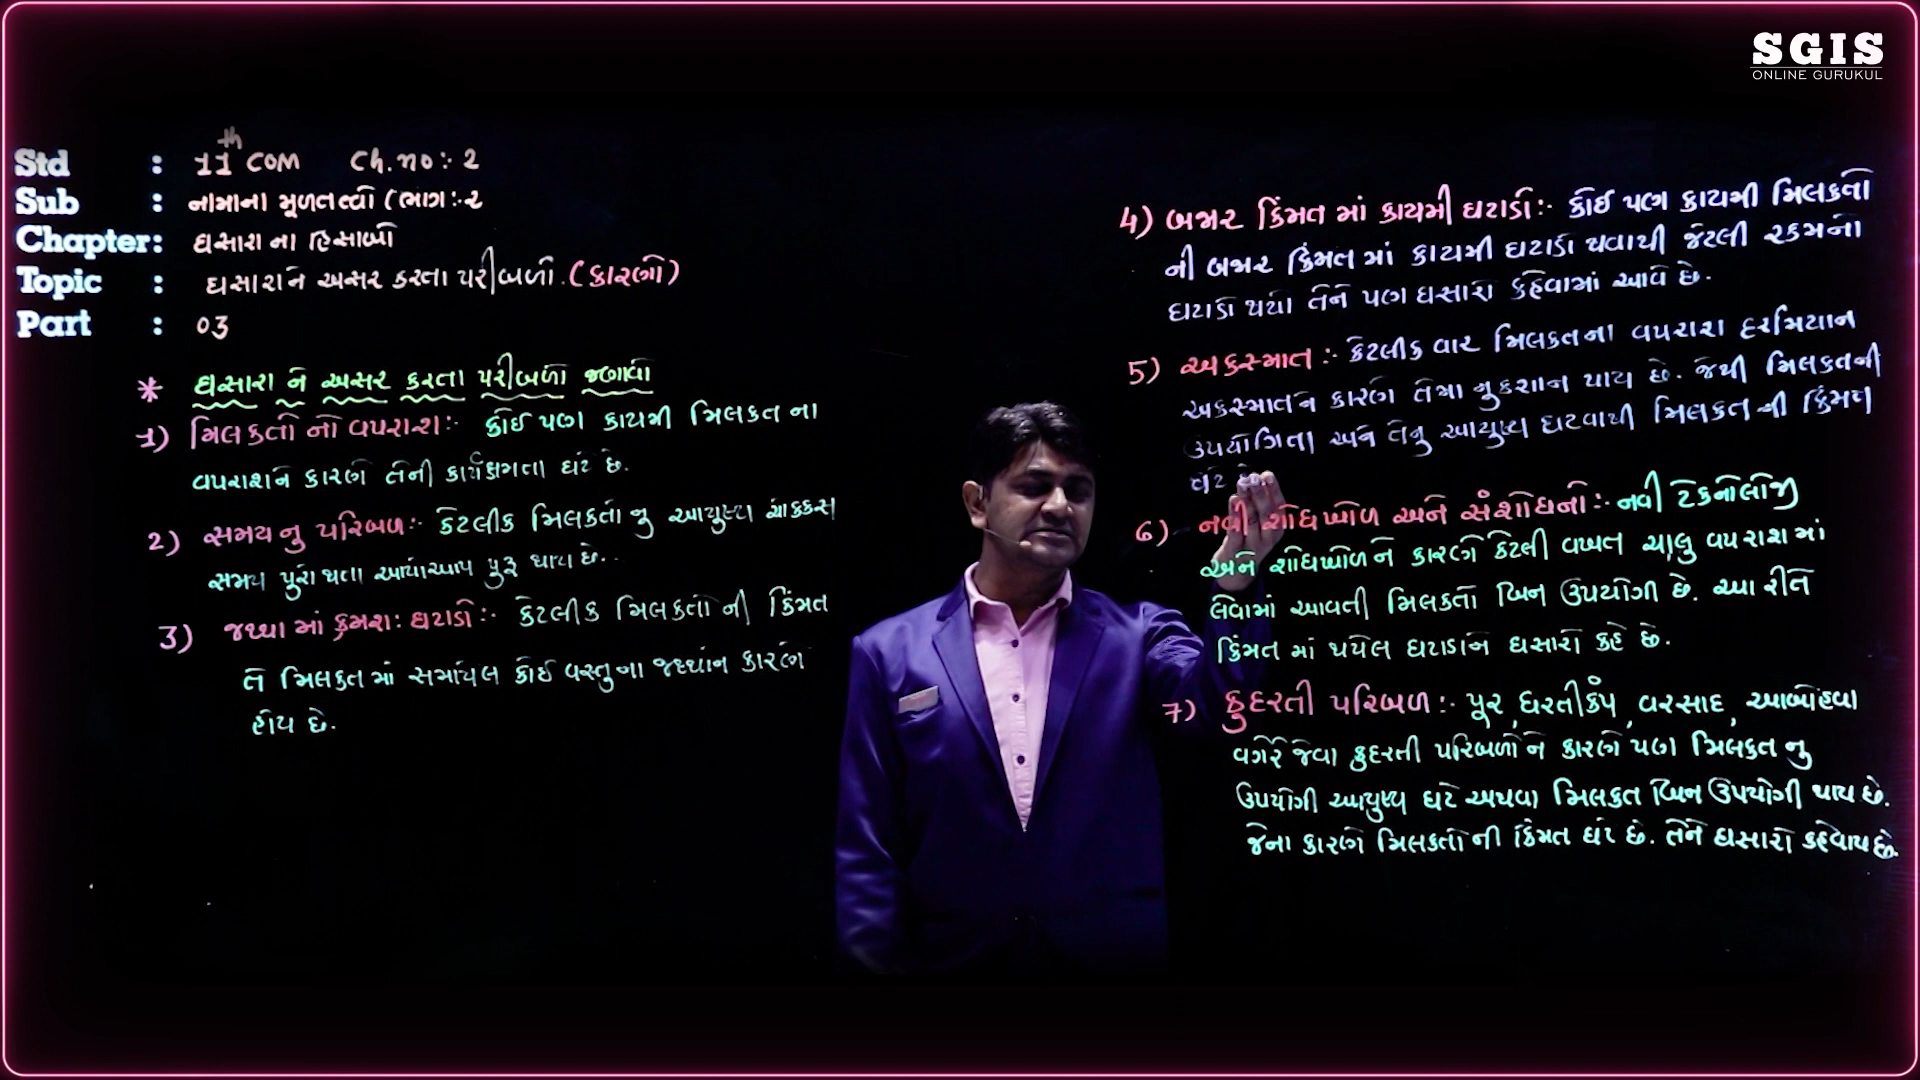 SGIS
ONLINE GURUKUL
Std : 11th COM Ch.no:- 2
Sub : નામાના મૂળતત્વો (ભાગ:-2
Chapter: ઘસારા ના હિસાબો
Topic : ઘસારાને અસર કરતા પરીબળો. (કારણો)
Part : 03
* ઘસારા ને અસર કરતા પરીબળો જણાવો
1) મિલકતો નો વપરાશ:- કોઈ પણ કાયમી મિલકત ના
વપરાશને કારણે તેની કાર્યક્ષમતા ઘટે છે.
2) સમય નુ પરિબળ:- કેટલીક મિલકતો નુ આયુષ્ય ચોક્કસ
સમય પૂરો થતા આપોઆપ પુરૂ થાય છે..
3) જથ્થા માં ક્રમશ: ઘટાડો:- કેટલીક મિલકતો ની કિંમત
તે મિલકત માં સમાયેલ કોઈ વસ્તુ ના જથ્થાને કારણે
હોય છે.
4) બજાર કિંમત માં કાયમી ઘટાડો:- કોઈ પણ કાયમી મિલકતો
ની બજાર કિંમત માં કાયમી ઘટાડો થવાથી જેટલી રકમનો
ઘટાડો થયો તેને પણ ઘસારો કહેવામાં આવે છે.
5) અકસ્માત:- કેટલીક વાર મિલકત ના વપરાશ દરમિયાન
અકસ્માતને કારણે તેમા નુકશાન થાય છે. જેથી મિલકતની
ઉપયોગિતા અને તેનુ આયુષ્ય ઘટવાથી મિલકત ની કિંમત
ઘટે છે.
6) નવી શોધખોળ અને સંશોધનો:- નવી ટેકનોલોજી
અને શોધખોળ ને કારણે કેટલી વખત ચાલુ વપરાશ માં
લેવામાં આવતી મિલકતો બિન ઉપયોગી છે. આ રીતે
કિંમત માં થયેલ ઘટાડાને ઘસારો કહે છે.
7) કુદરતી પરિબળ:- પૂર, ધરતીકંપ, વરસાદ, આબોહવા
વગેરે જેવા કુદરતી પરિબળો ને કારણે પણ મિલકત નુ
ઉપયોગી આયુષ્ય ઘટે અથવા મિલકત બિન ઉપયોગી થાય છે.
જેના કારણે મિલકતો ની કિંમત ઘટે છે. તેને ઘસારો કહેવાય છે.